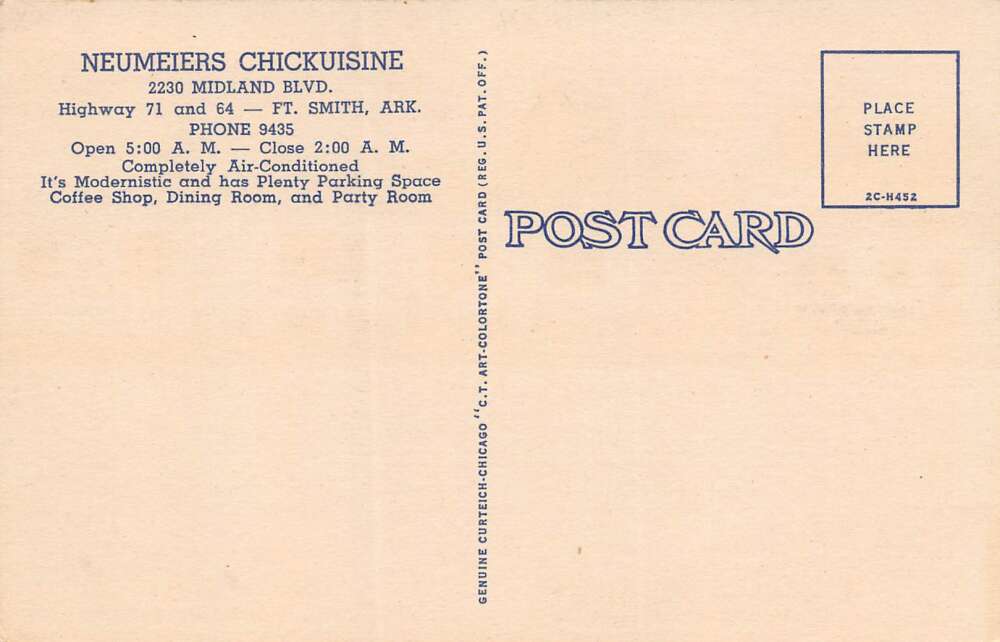 NEUMEIERS CHICKUISINE
2230 MIDLAND BLVD.
Highway 71 and 64 — FT. SMITH, ARK.
PHONE 9435
Open 5:00 A. M. — Close 2:00 A. M.
Completely Air-Conditioned
It's Modernistic and has Plenty Parking Space
Coffee Shop, Dining Room, and Party Room
GENUINE CURTEICH-CHICAGO "C.T. ART-COLORTONE" POST CARD (REG. U.S. PAT. OFF.)
POST CARD
PLACE
STAMP
HERE
2C-H452